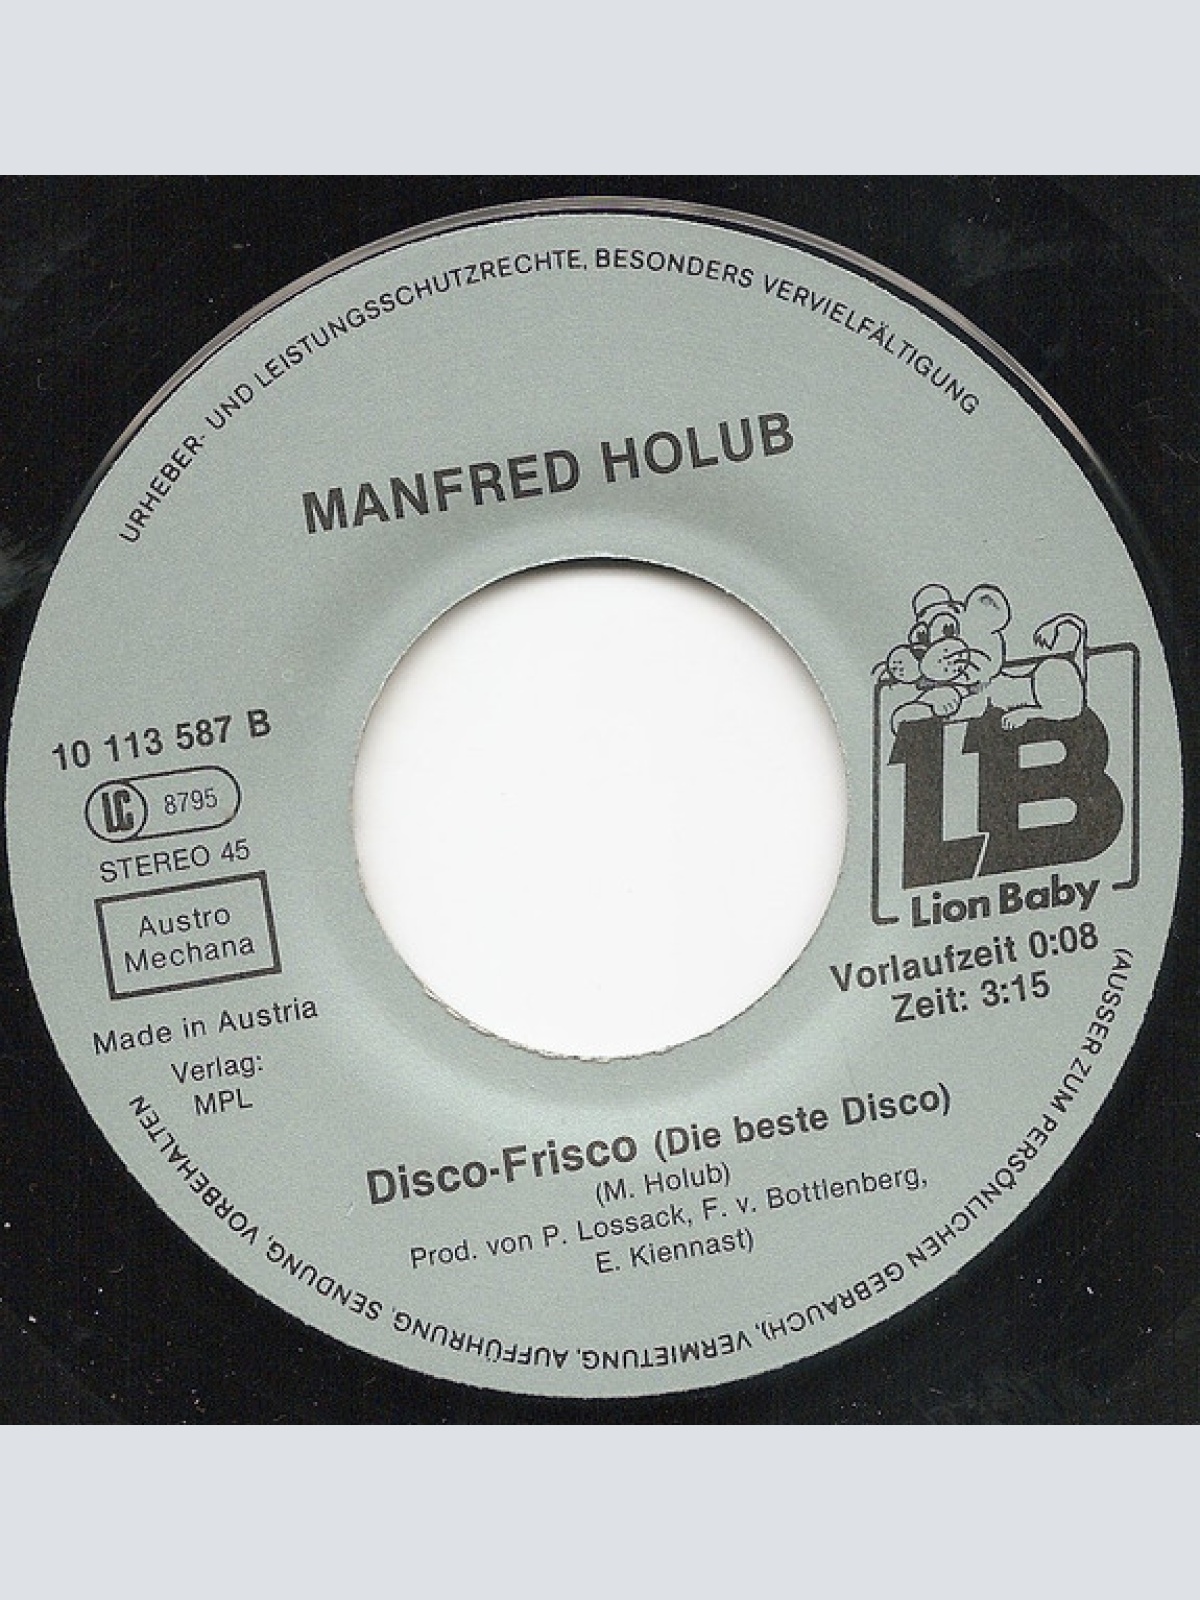 URHEBER- UND LEISTUNGSSCHUTZRECHTE, BESONDERS VERVIELFÄLTIGUNG
(AUSSER ZUM PERSÖNLICHEN GEBRAUCH), VERMIETUNG, AUFFÜHRUNG, SENDUNG, VORBEHALTEN
MANFRED HOLUB
10 113 587 B
LC 8795
STEREO 45
Austro
Mechana
Made in Austria
Verlag:
MPL
LB
Lion Baby
Vorlaufzeit 0:08
Zeit: 3:15
Disco-Frisco (Die beste Disco)
(M. Holub)
Prod. von P. Lossack, F. v. Bottlenberg,
E. Kiennast)